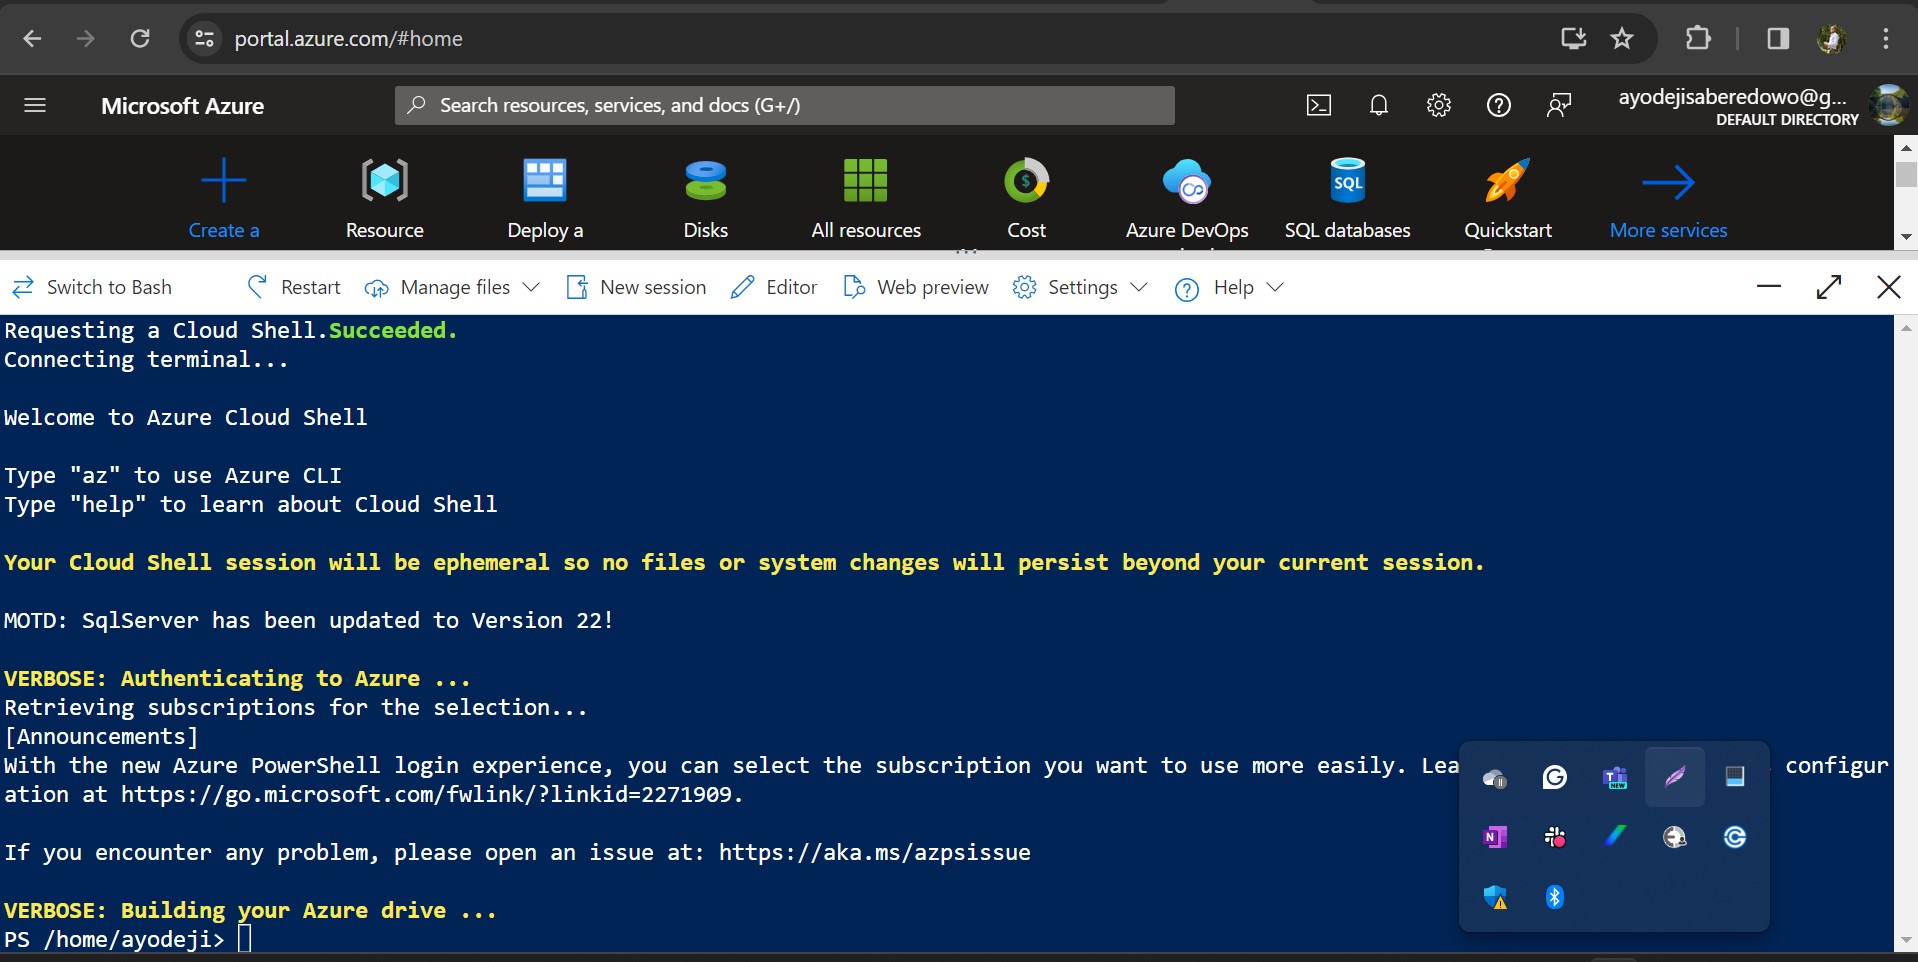 portal.azure.com/#home
Microsoft Azure
Search resources, services, and docs (G+/)
ayodejisaberedowo@g...
DEFAULT DIRECTORY
Create a
Resource
Deploy a
Disks
All resources
Cost
Azure DevOps
SQL
SQL databases
Quickstart
More services
Switch to Bash
Restart
Manage files
New session
Editor
Web preview
Settings
Help
Requesting a Cloud Shell.Succeeded.
Connecting terminal...
Welcome to Azure Cloud Shell
Type "az" to use Azure CLI
Type "help" to learn about Cloud Shell
Your Cloud Shell session will be ephemeral so no files or system changes will persist beyond your current session.
MOTD: SqlServer has been updated to Version 22!
VERBOSE: Authenticating to Azure ...
Retrieving subscriptions for the selection...
[Announcements]
With the new Azure PowerShell login experience, you can select the subscription you want to use more easily. Lea configur
ation at https://go.microsoft.com/fwlink/?linkid=2271909.
If you encounter any problem, please open an issue at: https://aka.ms/azpsissue
VERBOSE: Building your Azure drive ...
PS /home/ayodeji>